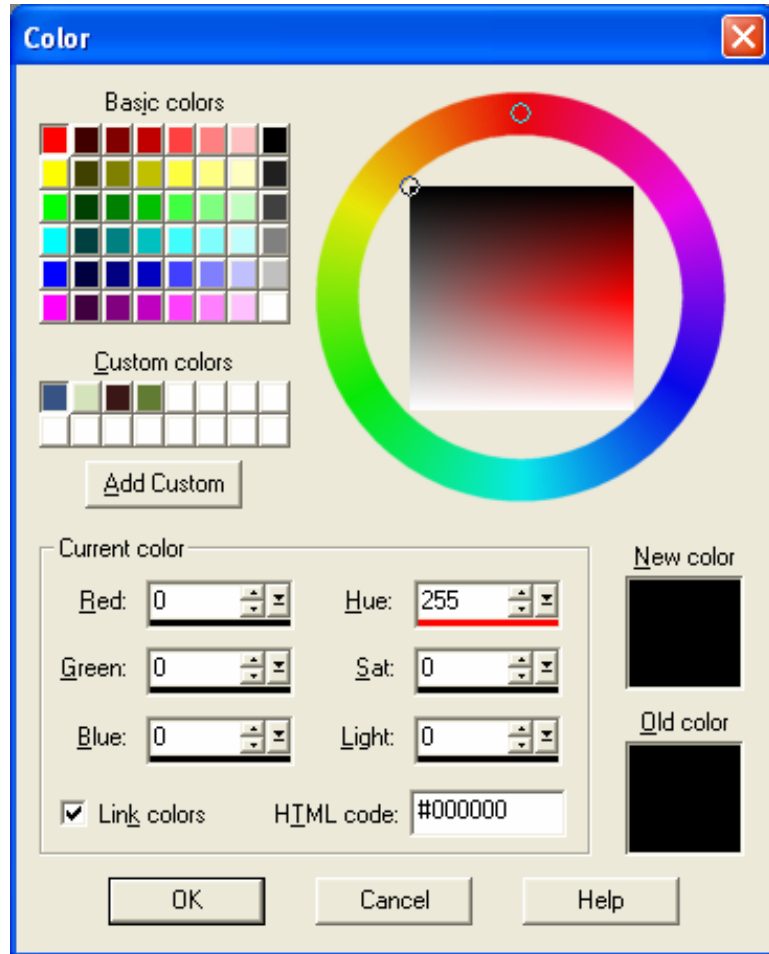 Color
Basic colors
Custom colors
Add Custom
Current color
Red: 0
Hue: 255
Green: 0
Sat: 0
Blue: 0
Light: 0
Link colors
HTML code: #000000
New color
Old color
OK
Cancel
Help